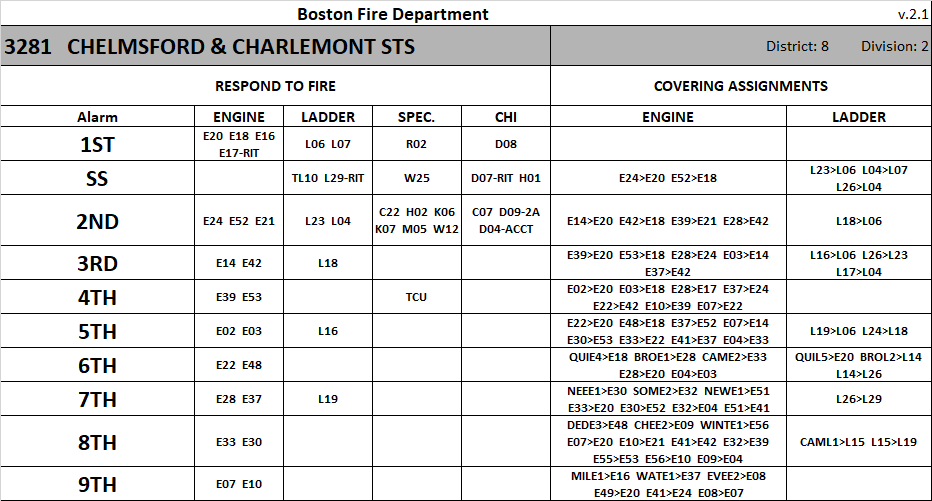 Boston Fire Department v.2.1
3281 CHELMSFORD & CHARLEMONT STS District: 8 Division: 2
RESPOND TO FIRE COVERING ASSIGNMENTS
Alarm ENGINE LADDER SPEC. CHI ENGINE LADDER
1ST E20 E18 E16 L06 L07 R02 D08
E17-RIT
SS TL10 L29-RIT W25 D07-RIT H01 E24>E20 E52>E18 L23>L06 L04>L07
L26>L04
2ND E24 E52 E21 L23 L04 C22 H02 K06 C07 D09-2A E14>E20 E42>E18 E39>E21 E28>E42 L18>L06
K07 M05 W12 D04-ACCT
3RD E14 E42 L18 E39>E20 E53>E18 E28>E24 E03>E14 L16>L06 L26>L23
E37>E42 L17>L04
4TH E39 E53 TCU E02>E20 E03>E18 E28>E17 E37>E24
E22>E42 E10>E39 E07>E22
5TH E02 E03 L16 E22>E20 E48>E18 E37>E52 E07>E14 L19>L06 L24>L18
E30>E53 E33>E22 E41>E37 E04>E33
6TH E22 E48 QUIE4>E18 BROE1>E28 CAME2>E33 QUIL5>E20 BROL2>L14
E28>E20 E04>E03 L14>L26
7TH E28 E37 L19 NEEE1>E30 SOME2>E32 NEWE1>E51 L26>L29
E33>E20 E30>E52 E32>E04 E51>E41
8TH E33 E30 DEDE3>E48 CHEE2>E09 WINTE1>E56 CAML1>L15 L15>L19
E07>E20 E10>E21 E41>E42 E32>E39
E55>E53 E56>E10 E09>E04
9TH E07 E10 MILE1>E16 WATE1>E37 EVEE2>E08
E49>E20 E41>E24 E08>E07